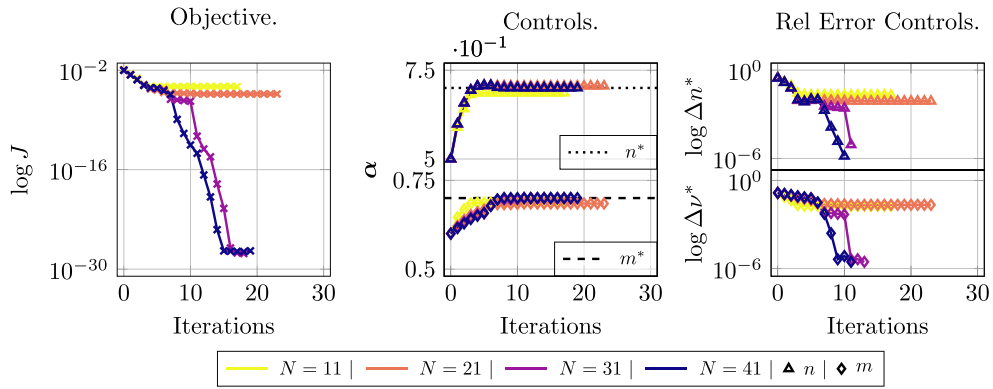 Objective.
log J
10^{-2}
10^{-16}
10^{-30}
0 10 20 30
Iterations
Controls.
·10^{-1}
α
7.5
5
0.75
0.5
n*
m*
0 10 20 30
Iterations
Rel Error Controls.
log Δn*
10^0
10^{-6}
log Δν*
10^0
10^{-6}
0 10 20 30
Iterations
N = 11 | N = 21 | N = 31 | N = 41 | n | m